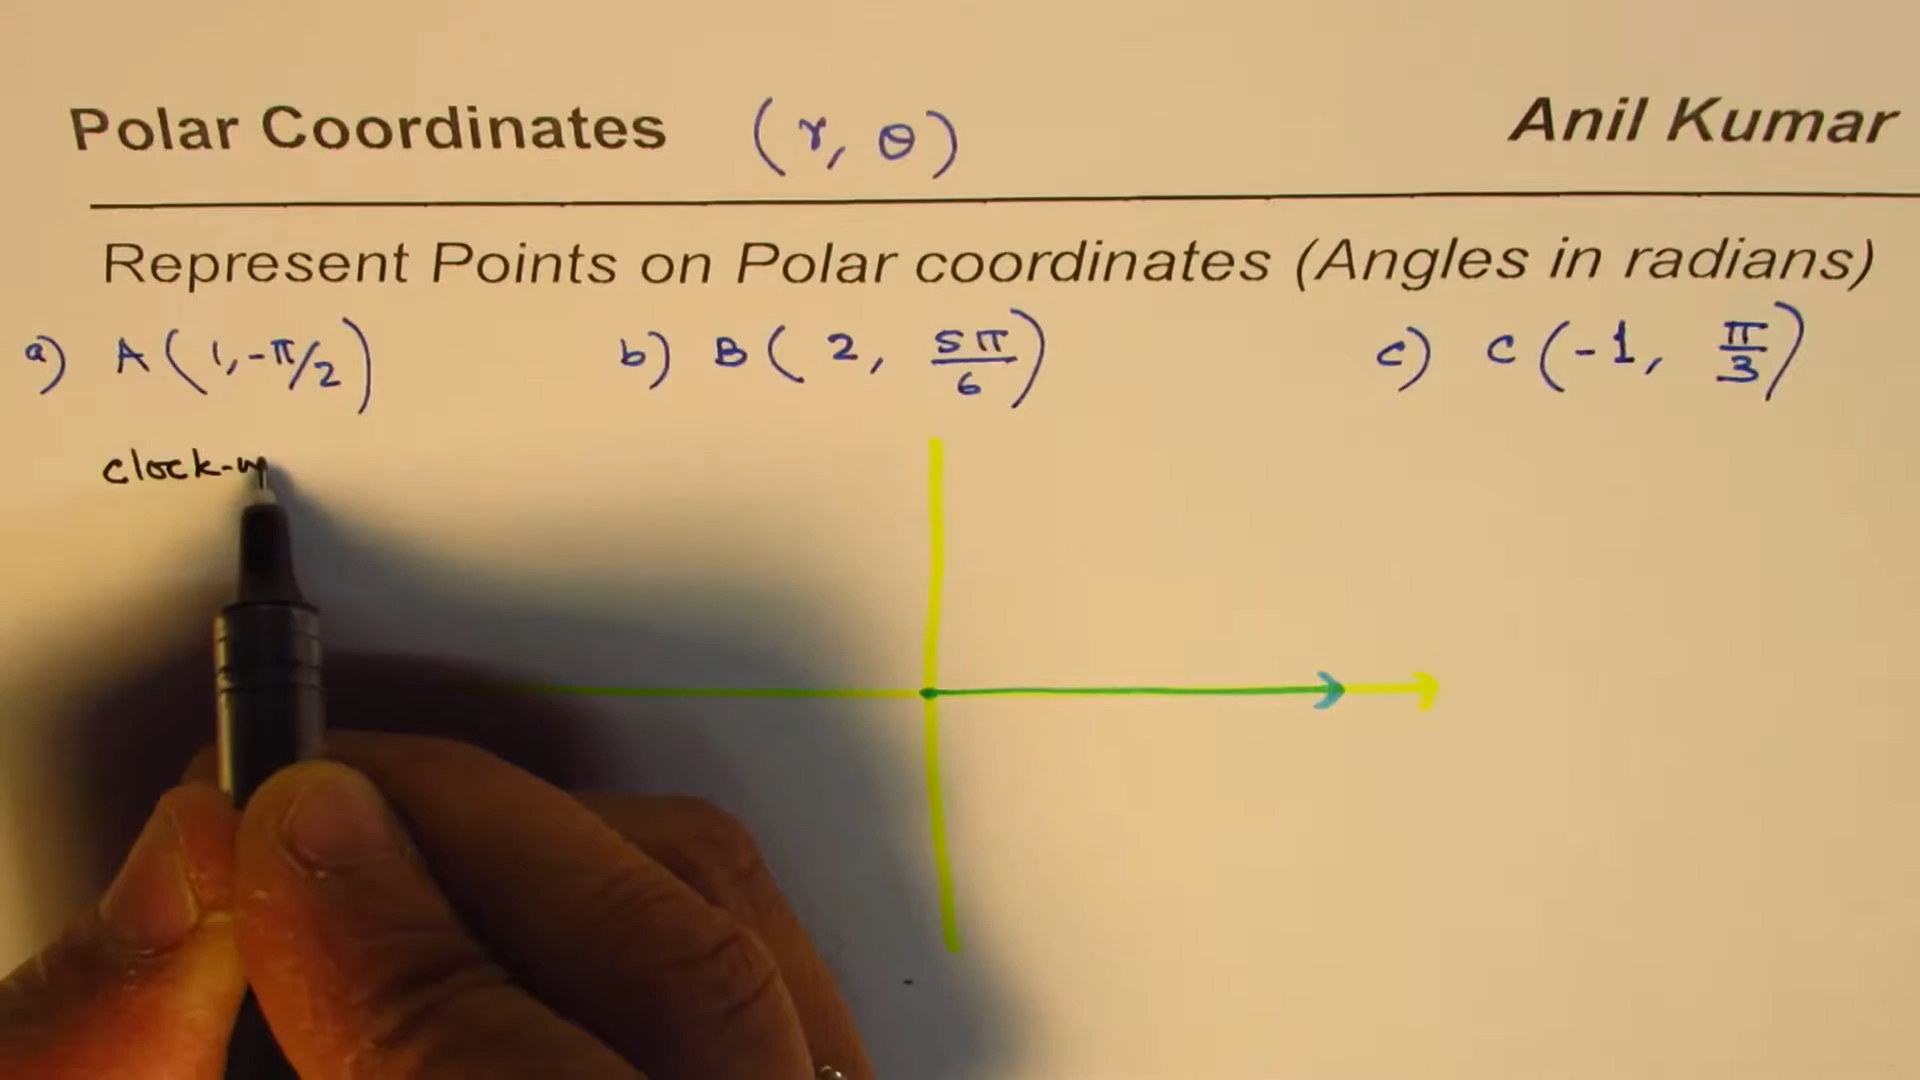 Polar Coordinates (r, θ) Anil Kumar
Represent Points on Polar coordinates (Angles in radians)
a) A(1, -π/2) b) B(2, 5π/6) c) C(-1, π/3)
clock-w